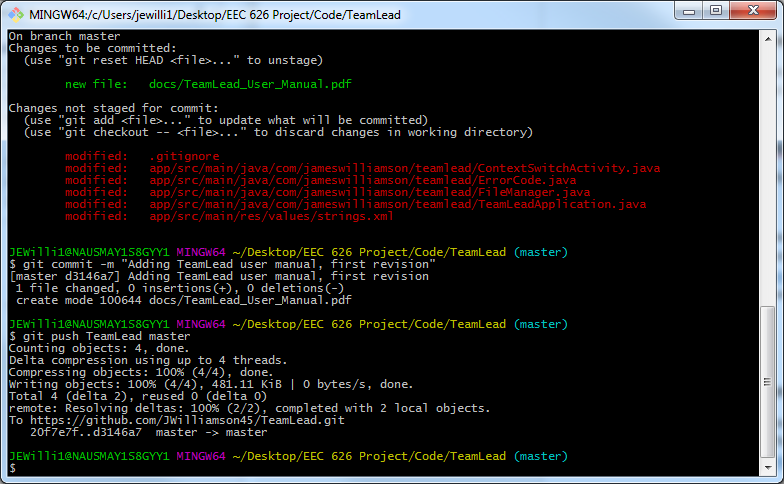 MINGW64:/c/Users/jewilli1/Desktop/EEC 626 Project/Code/TeamLead
On branch master
Changes to be committed:
  (use "git reset HEAD <file>..." to unstage)
        new file:   docs/TeamLead_User_Manual.pdf
Changes not staged for commit:
  (use "git add <file>..." to update what will be committed)
  (use "git checkout -- <file>..." to discard changes in working directory)
        modified:   .gitignore
        modified:   app/src/main/java/com/jameswilliamson/teamlead/ContextSwitchActivity.java
        modified:   app/src/main/java/com/jameswilliamson/teamlead/ErrorCode.java
        modified:   app/src/main/java/com/jameswilliamson/teamlead/FileManager.java
        modified:   app/src/main/java/com/jameswilliamson/teamlead/TeamLeadApplication.java
        modified:   app/src/main/res/values/strings.xml
JEWilli1@NAUSMAY1S8GYY1 MINGW64 ~/Desktop/EEC 626 Project/Code/TeamLead (master)
$ git commit -m "Adding TeamLead user manual, first revision"
[master d3146a7] Adding TeamLead user manual, first revision
 1 file changed, 0 insertions(+), 0 deletions(-)
 create mode 100644 docs/TeamLead_User_Manual.pdf
JEWilli1@NAUSMAY1S8GYY1 MINGW64 ~/Desktop/EEC 626 Project/Code/TeamLead (master)
$ git push TeamLead master
Counting objects: 4, done.
Delta compression using up to 4 threads.
Compressing objects: 100% (4/4), done.
Writing objects: 100% (4/4), 481.11 KiB | 0 bytes/s, done.
Total 4 (delta 2), reused 0 (delta 0)
remote: Resolving deltas: 100% (2/2), completed with 2 local objects.
To https://github.com/JWilliamson45/TeamLead.git
   20f7e7f..d3146a7  master -> master
JEWilli1@NAUSMAY1S8GYY1 MINGW64 ~/Desktop/EEC 626 Project/Code/TeamLead (master)
$